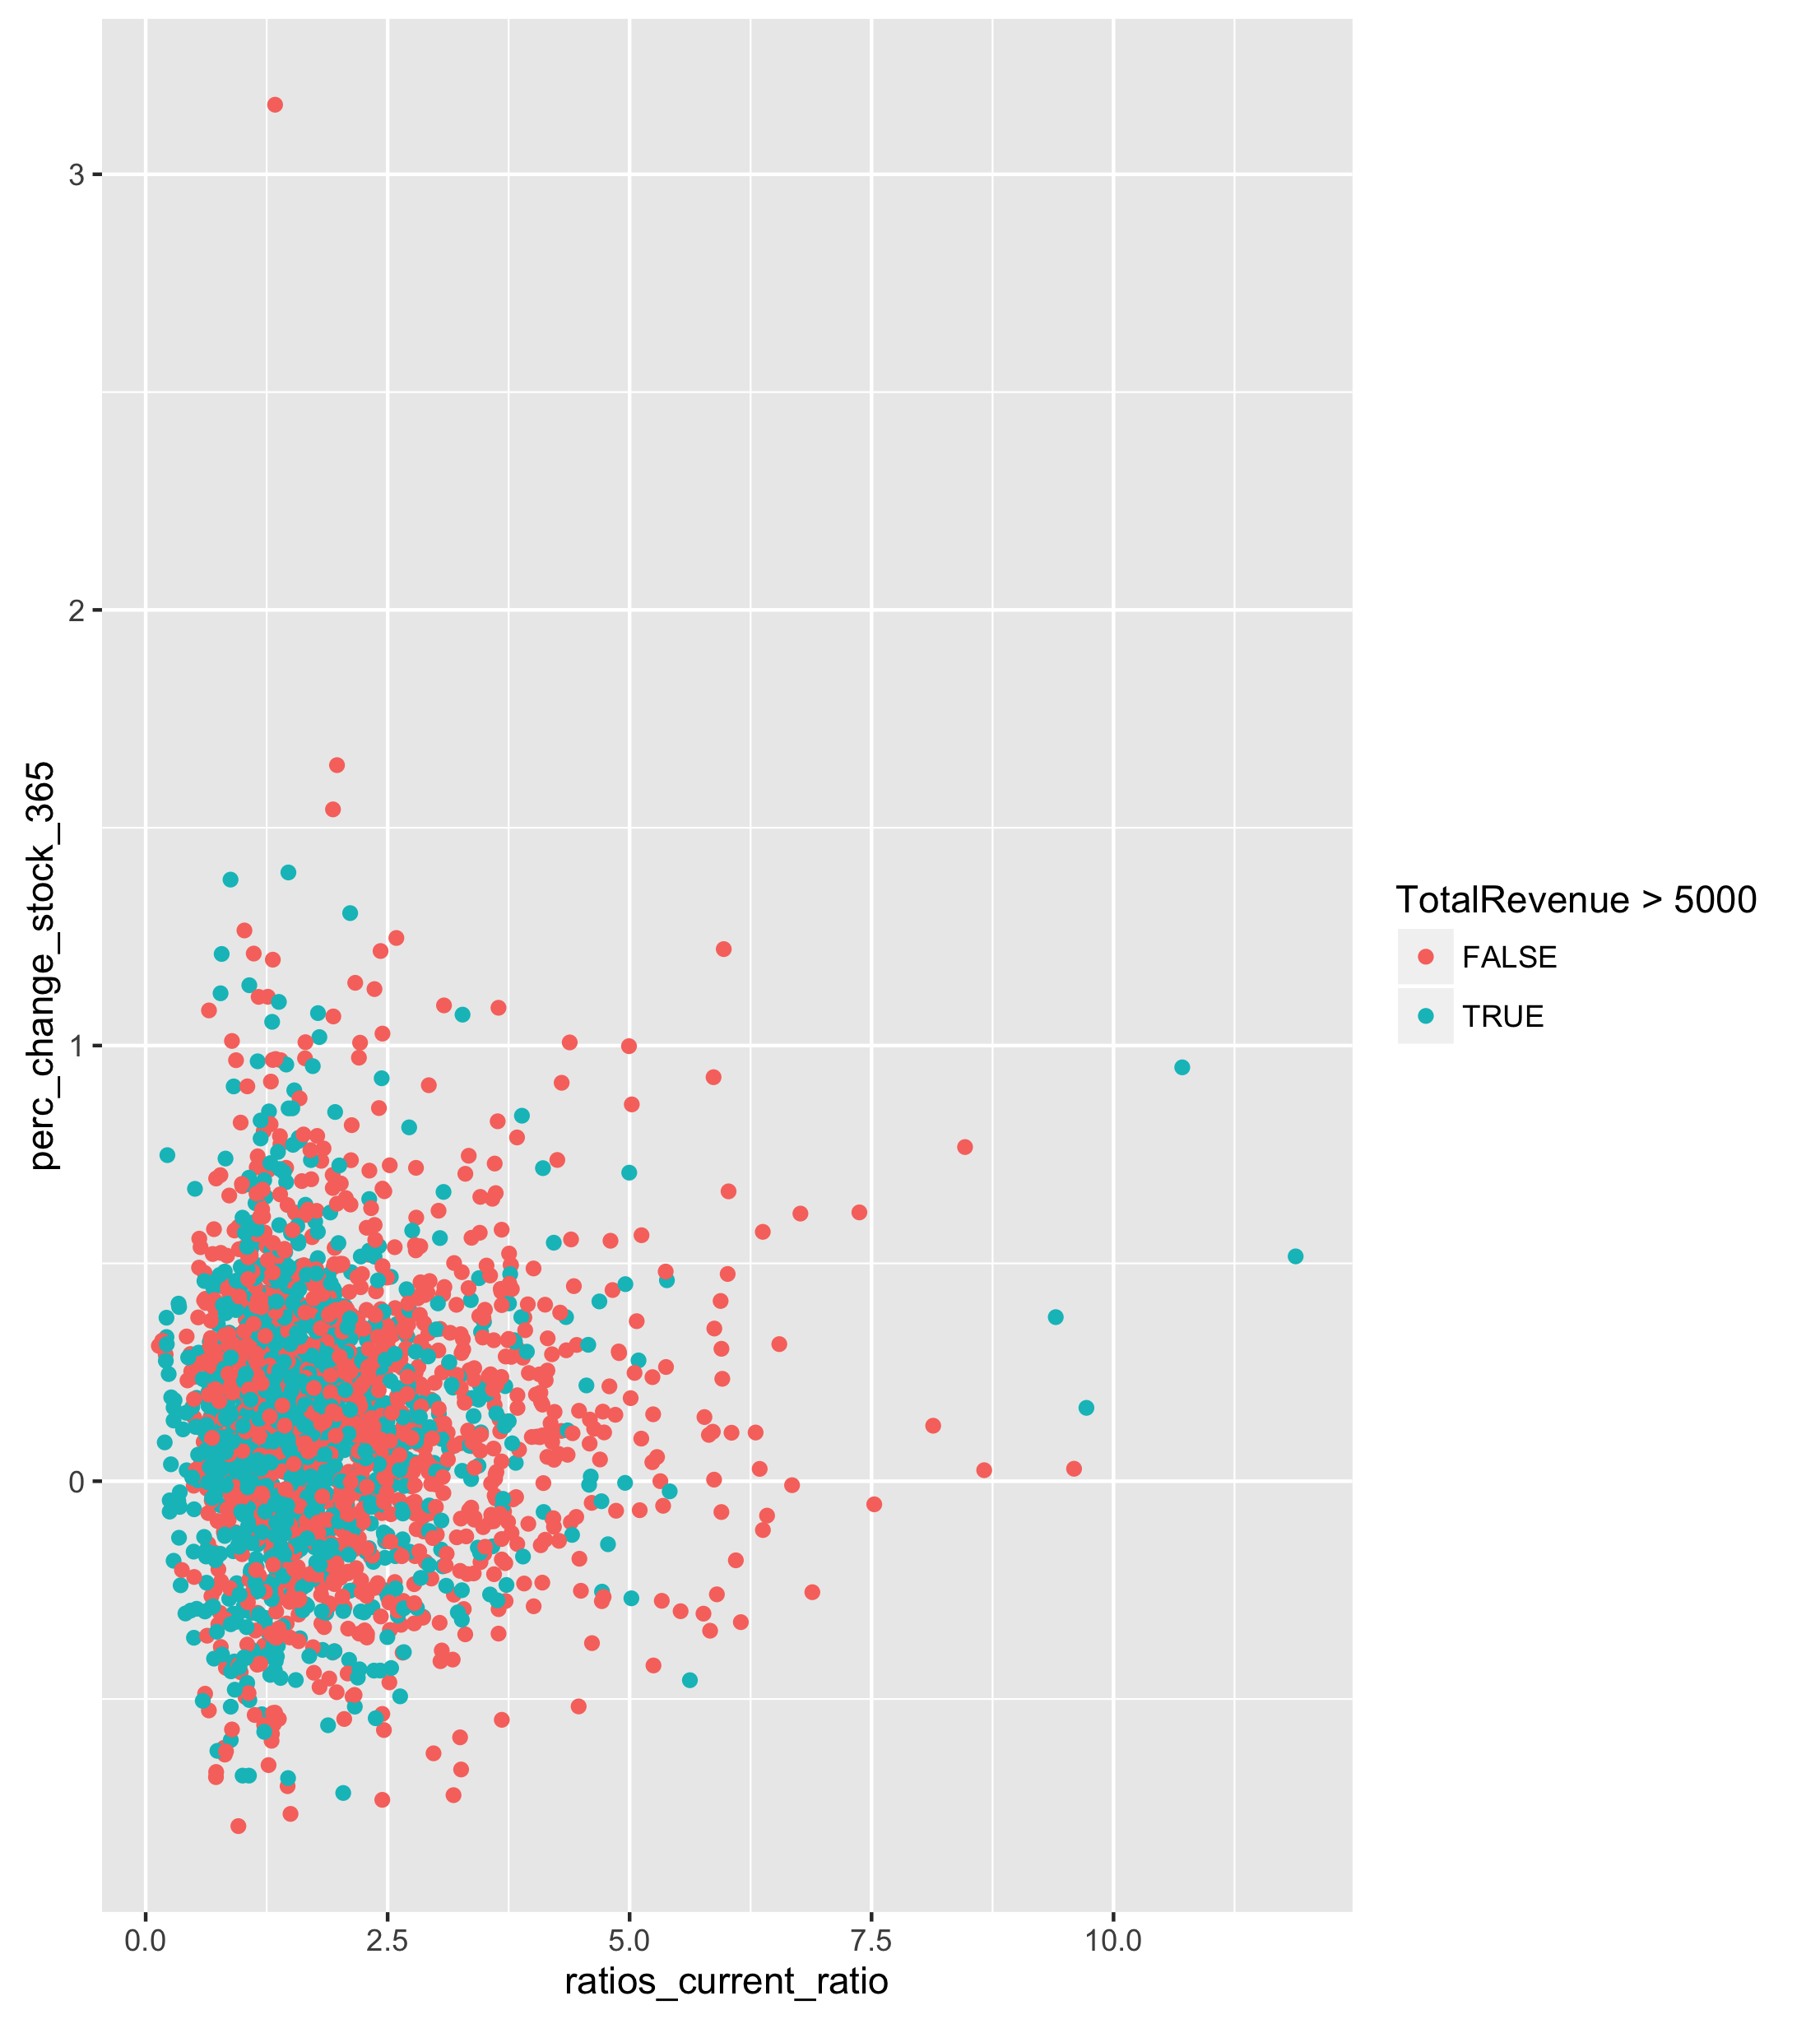 3
2
1
0
perc_change_stock_365
0.0 2.5 5.0 7.5 10.0
ratios_current_ratio
TotalRevenue > 5000
FALSE
TRUE